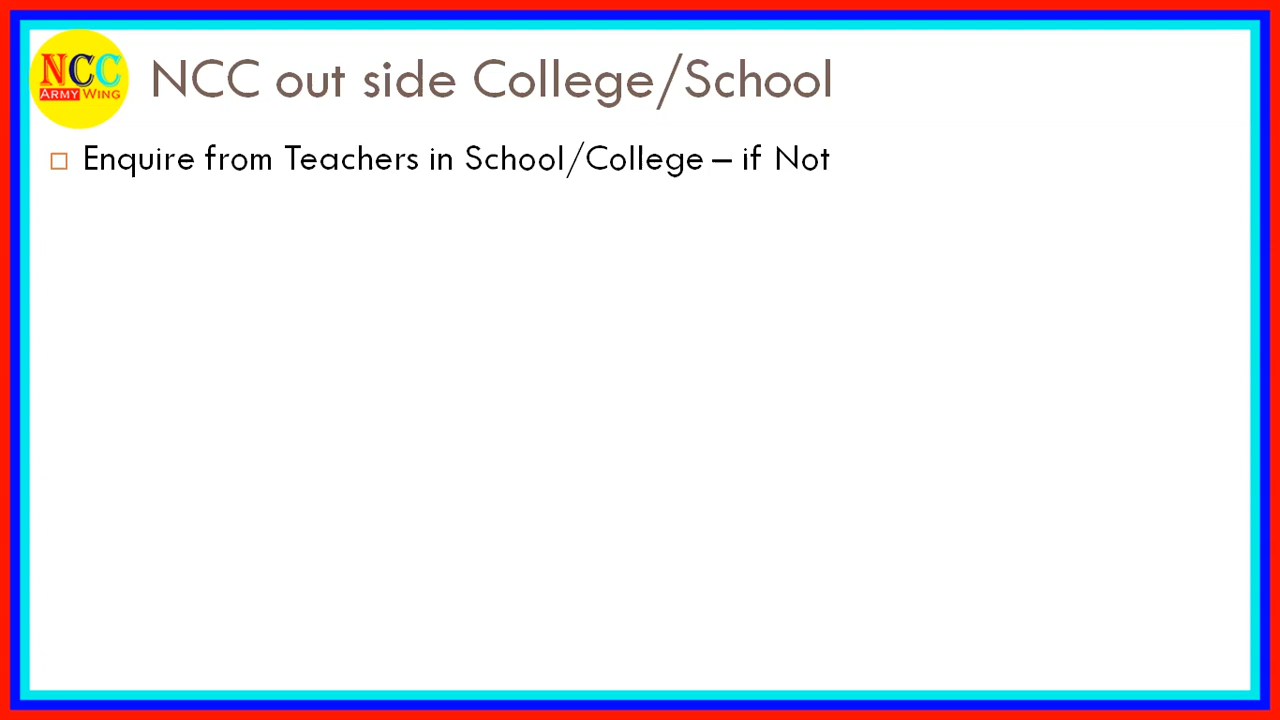 NCC
ARMY WING
NCC out side College/School
Enquire from Teachers in School/College – if Not